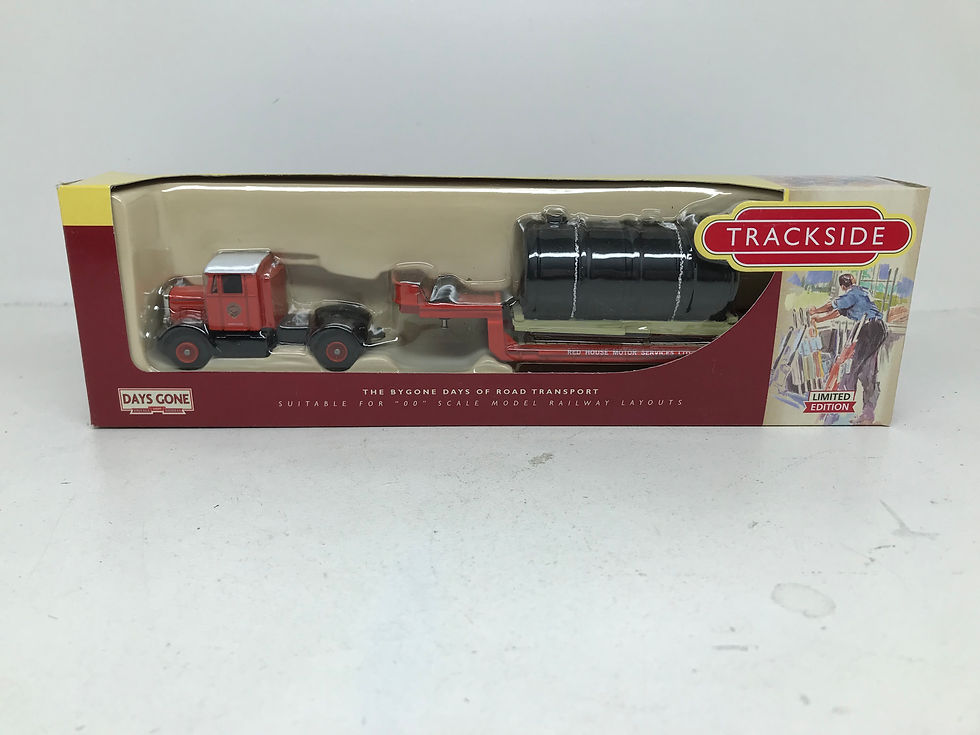 TRACKSIDE
RED HOUSE MOTOR SERVICES LTD
DAYS GONE
THE BYGONE DAYS OF ROAD TRANSPORT
SUITABLE FOR "00" SCALE MODEL RAILWAY LAYOUTS
LIMITED
EDITION